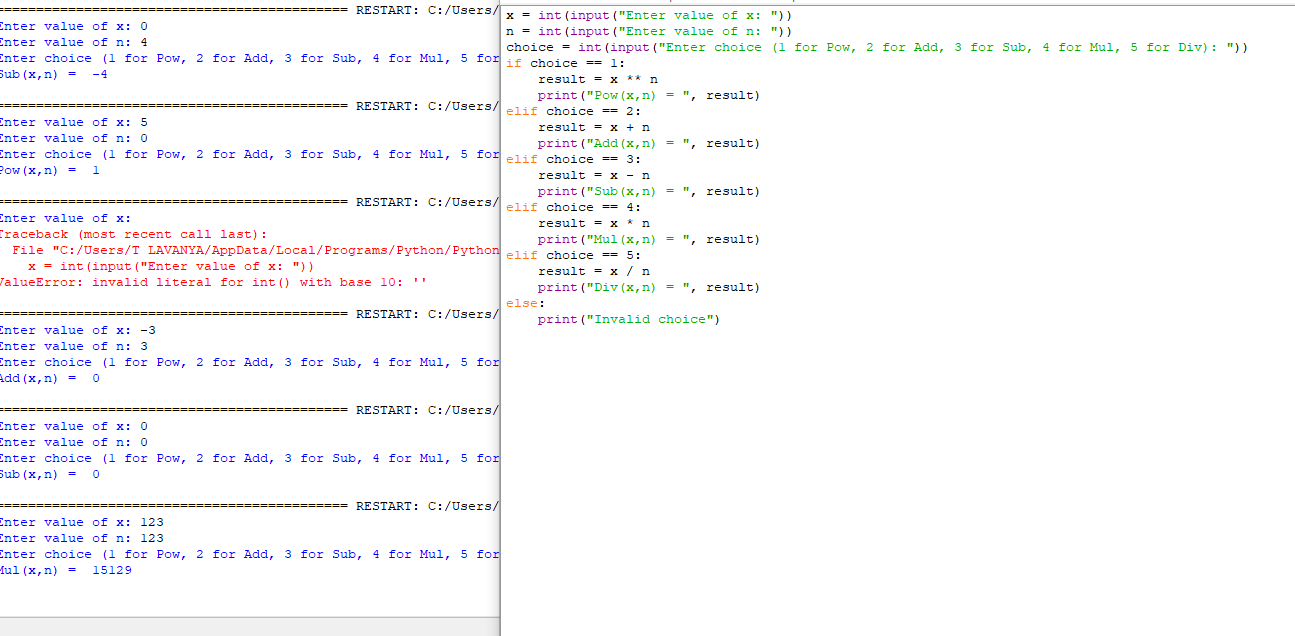 =========================================== RESTART: C:/Users/
Enter value of x: 0
Enter value of n: 4
Enter choice (1 for Pow, 2 for Add, 3 for Sub, 4 for Mul, 5 for
Sub(x,n) =  -4
=========================================== RESTART: C:/Users/
Enter value of x: 5
Enter value of n: 0
Enter choice (1 for Pow, 2 for Add, 3 for Sub, 4 for Mul, 5 for
Pow(x,n) =  1
=========================================== RESTART: C:/Users/
Enter value of x:
Traceback (most recent call last):
  File "C:/Users/T LAVANYA/AppData/Local/Programs/Python/Python
    x = int(input("Enter value of x: "))
ValueError: invalid literal for int() with base 10: ''
=========================================== RESTART: C:/Users/
Enter value of x: -3
Enter value of n: 3
Enter choice (1 for Pow, 2 for Add, 3 for Sub, 4 for Mul, 5 for
Add(x,n) =  0
=========================================== RESTART: C:/Users/
Enter value of x: 0
Enter value of n: 0
Enter choice (1 for Pow, 2 for Add, 3 for Sub, 4 for Mul, 5 for
Sub(x,n) =  0
=========================================== RESTART: C:/Users/
Enter value of x: 123
Enter value of n: 123
Enter choice (1 for Pow, 2 for Add, 3 for Sub, 4 for Mul, 5 for
Mul(x,n) =  15129
x = int(input("Enter value of x: "))
n = int(input("Enter value of n: "))
choice = int(input("Enter choice (1 for Pow, 2 for Add, 3 for Sub, 4 for Mul, 5 for Div): "))
if choice == 1:
    result = x ** n
    print("Pow(x,n) = ", result)
elif choice == 2:
    result = x + n
    print("Add(x,n) = ", result)
elif choice == 3:
    result = x - n
    print("Sub(x,n) = ", result)
elif choice == 4:
    result = x * n
    print("Mul(x,n) = ", result)
elif choice == 5:
    result = x / n
    print("Div(x,n) = ", result)
else:
    print("Invalid choice")